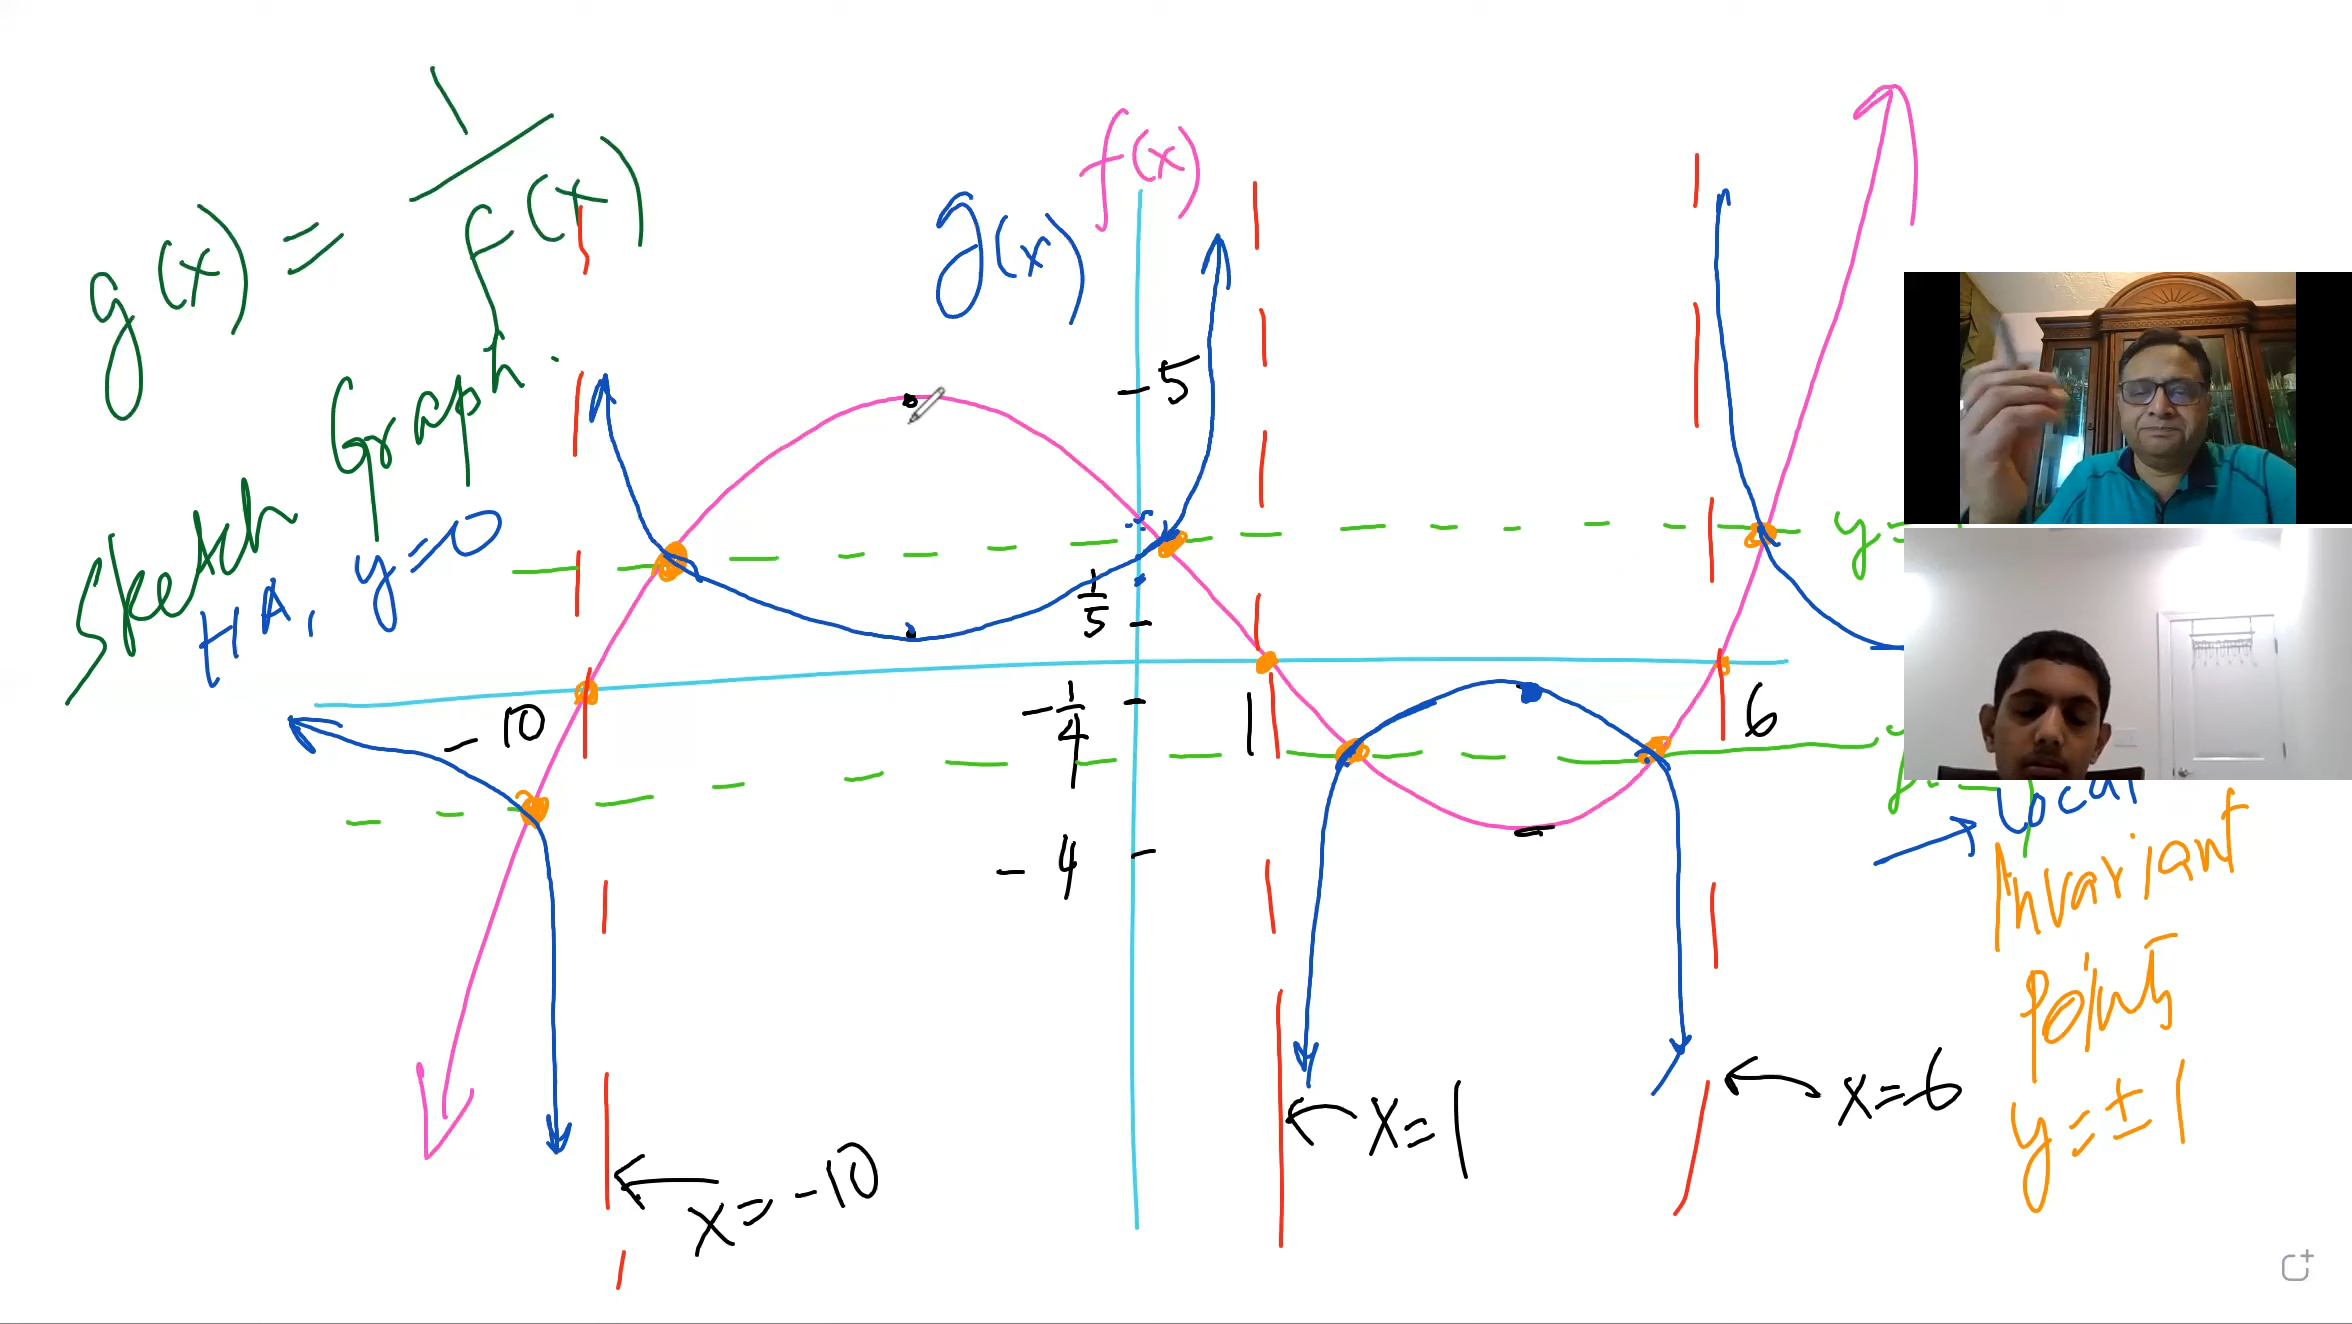 g(x) = 1/f(x)
Sketch Graph.
HA, y=0
f(x)
g(x)
- 5
1/5
-1/4
- 4
- 10
1
6
y=
y
Local
Invariant
Points
y=±1
x=-10
x=1
x=6